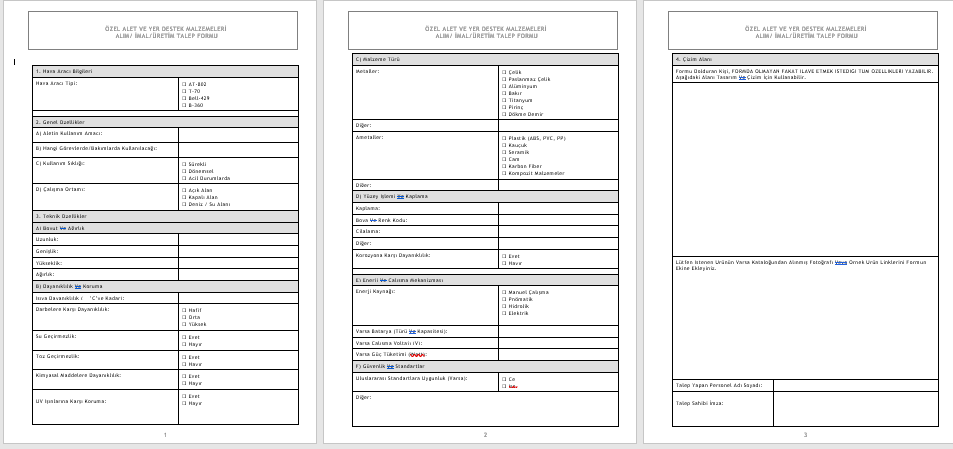 ÖZEL ALET VE YER DESTEK MALZEMELERİ
ALIM/ İMAL/ÜRETİM TALEP FORMU
1. Hava Aracı Bilgileri
Hava Aracı Tipi:
☐ AT-802
☐ T-70
☐ Bell-429
☐ B-360
2. Genel Özellikler
A) Aletin Kullanım Amacı:
B) Hangi Görevlerde/Bakımlarda Kullanılacağı:
C) Kullanım Sıklığı:
☐ Sürekli
☐ Dönemsel
☐ Acil Durumlarda
D) Çalışma Ortamı:
☐ Açık Alan
☐ Kapalı Alan
☐ Deniz / Su Alanı
3. Teknik Özellikler
A) Boyut Ve Ağırlık
Uzunluk:
Genişlik:
Yükseklik:
Ağırlık:
B) Dayanıklılık Ve Koruma
Isıya Dayanıklılık ( °C'ye Kadar):
Darbelere Karşı Dayanıklılık:
☐ Hafif
☐ Orta
☐ Yüksek
Su Geçirmezlik:
☐ Evet
☐ Hayır
Toz Geçirmezlik:
☐ Evet
☐ Hayır
Kimyasal Maddelere Dayanıklılık:
☐ Evet
☐ Hayır
UV Işınlarına Karşı Koruma:
☐ Evet
☐ Hayır
1
ÖZEL ALET VE YER DESTEK MALZEMELERİ
ALIM/ İMAL/ÜRETİM TALEP FORMU
C) Malzeme Türü
Metaller:
☐ Çelik
☐ Paslanmaz Çelik
☐ Alüminyum
☐ Bakır
☐ Titanyum
☐ Pirinç
☐ Dökme Demir
Diğer:
Ametaller:
☐ Plastik (ABS, PVC, PP)
☐ Kauçuk
☐ Seramik
☐ Cam
☐ Karbon Fiber
☐ Kompozit Malzemeler
Diğer:
D) Yüzey İşlemi Ve Kaplama
Kaplama:
Boya Ve Renk Kodu:
Cilalama:
Diğer:
Korozyona Karşı Dayanıklılık:
☐ Evet
☐ Hayır
E) Enerji Ve Çalışma Mekanizması
Enerji Kaynağı:
☐ Manuel Çalışma
☐ Pnömatik
☐ Hidrolik
☐ Elektrik
Varsa Batarya (Türü Ve Kapasitesi):
Varsa Çalışma Voltajı (V):
Varsa Güç Tüketimi
F) Güvenlik Ve Standartlar
Uluslararası Standartlara Uygunluk (Varsa):
☐ Ce
☐
Diğer:
2
ÖZEL ALET VE YER DESTEK MALZEMELERİ
ALIM/ İMAL/ÜRETİM TALEP FORMU
4. Çizim Alanı
Formu Dolduran Kişi, FORMDA OLMAYAN FAKAT İLAVE ETMEK İSTEDİĞİ TÜM ÖZELLİKLERİ YAZABİLİR.
Aşağıdaki Alanı Tasarım Ve Çizim İçin Kullanabilir.
Lütfen İstenen Ürünün Varsa Kataloğundan Alınmış Fotoğrafı Veya Örnek Ürün Linklerini Formun
Ekine Ekleyiniz.
Talep Yapan Personel Adı Soyadı:
Talep Sahibi İmza:
3